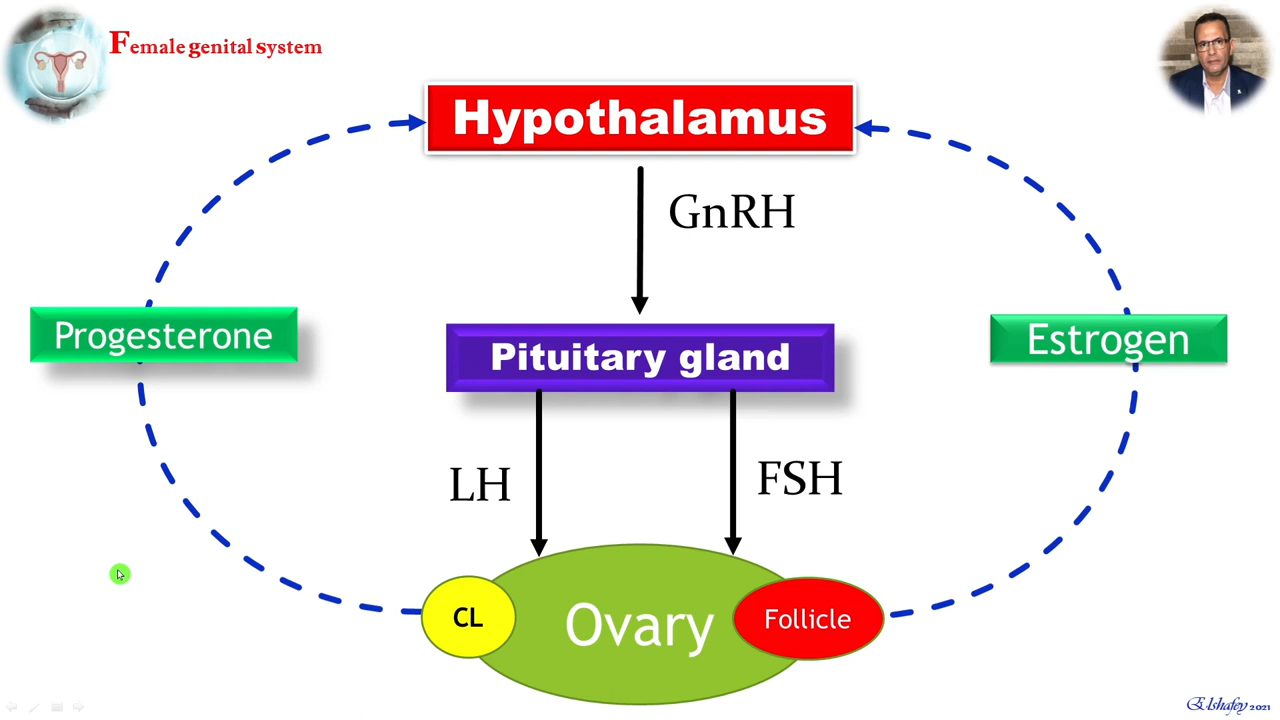 Female genital system
Hypothalamus
GnRH
Progesterone
Pituitary gland
Estrogen
LH
FSH
CL
Ovary
Follicle
Elshafey 2021